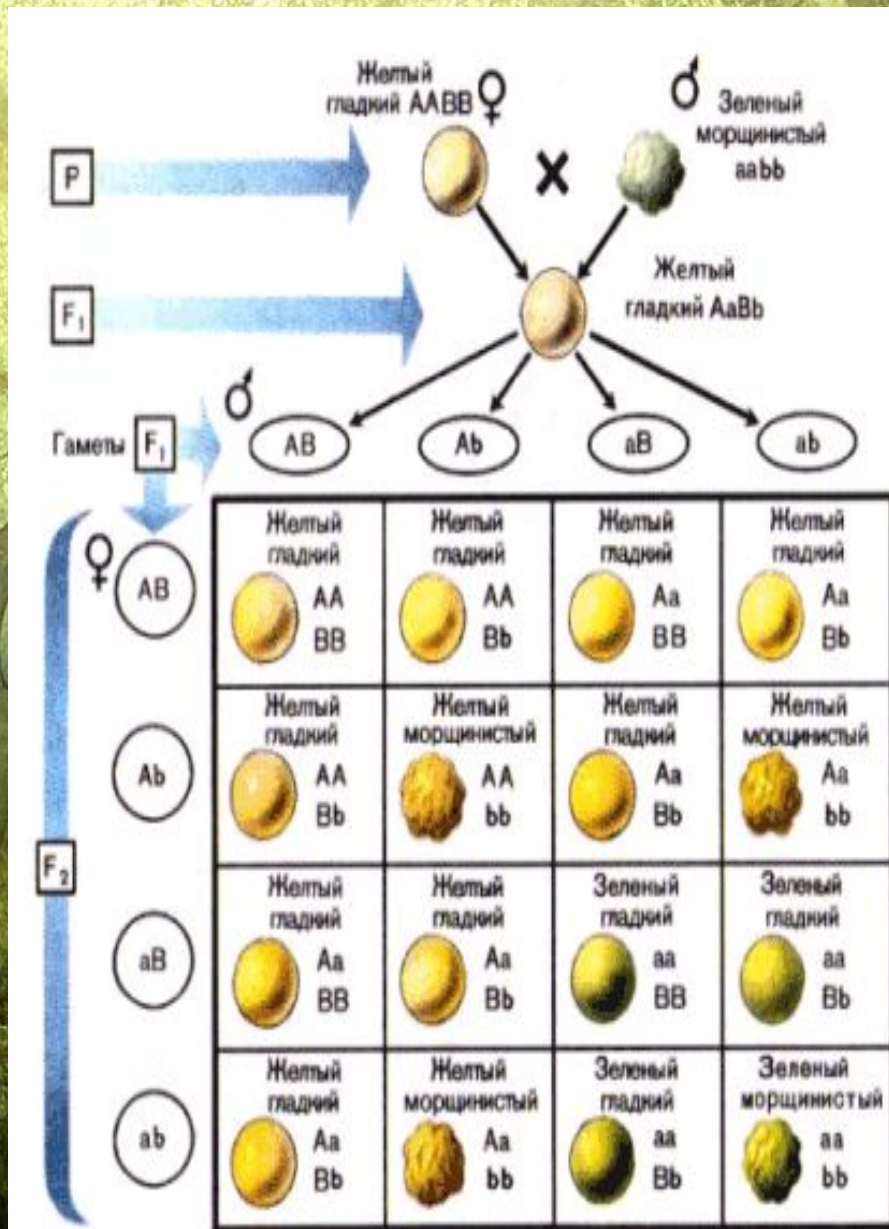 Желтый
гладкий ААВВ ♀
♂
Зеленый
морщинистый
aabb
P
×
F₁
Желтый
гладкий AaBb
♂
Гаметы F₁
AB
Ab
aB
ab
♀
F₂
AB
Желтый
гладкий
AA
BB
Желтый
гладкий
AA
Bb
Желтый
гладкий
Aa
BB
Желтый
гладкий
Aa
Bb
Ab
Желтый
гладкий
AA
Bb
Желтый
морщинистый
AA
bb
Желтый
гладкий
Aa
Bb
Желтый
морщинистый
Aa
bb
aB
Желтый
гладкий
Aa
BB
Желтый
гладкий
Aa
Bb
Зеленый
гладкий
aa
BB
Зеленый
гладкий
aa
Bb
ab
Желтый
гладкий
Aa
Bb
Желтый
морщинистый
Aa
bb
Зеленый
гладкий
aa
Bb
Зеленый
морщинистый
aa
bb